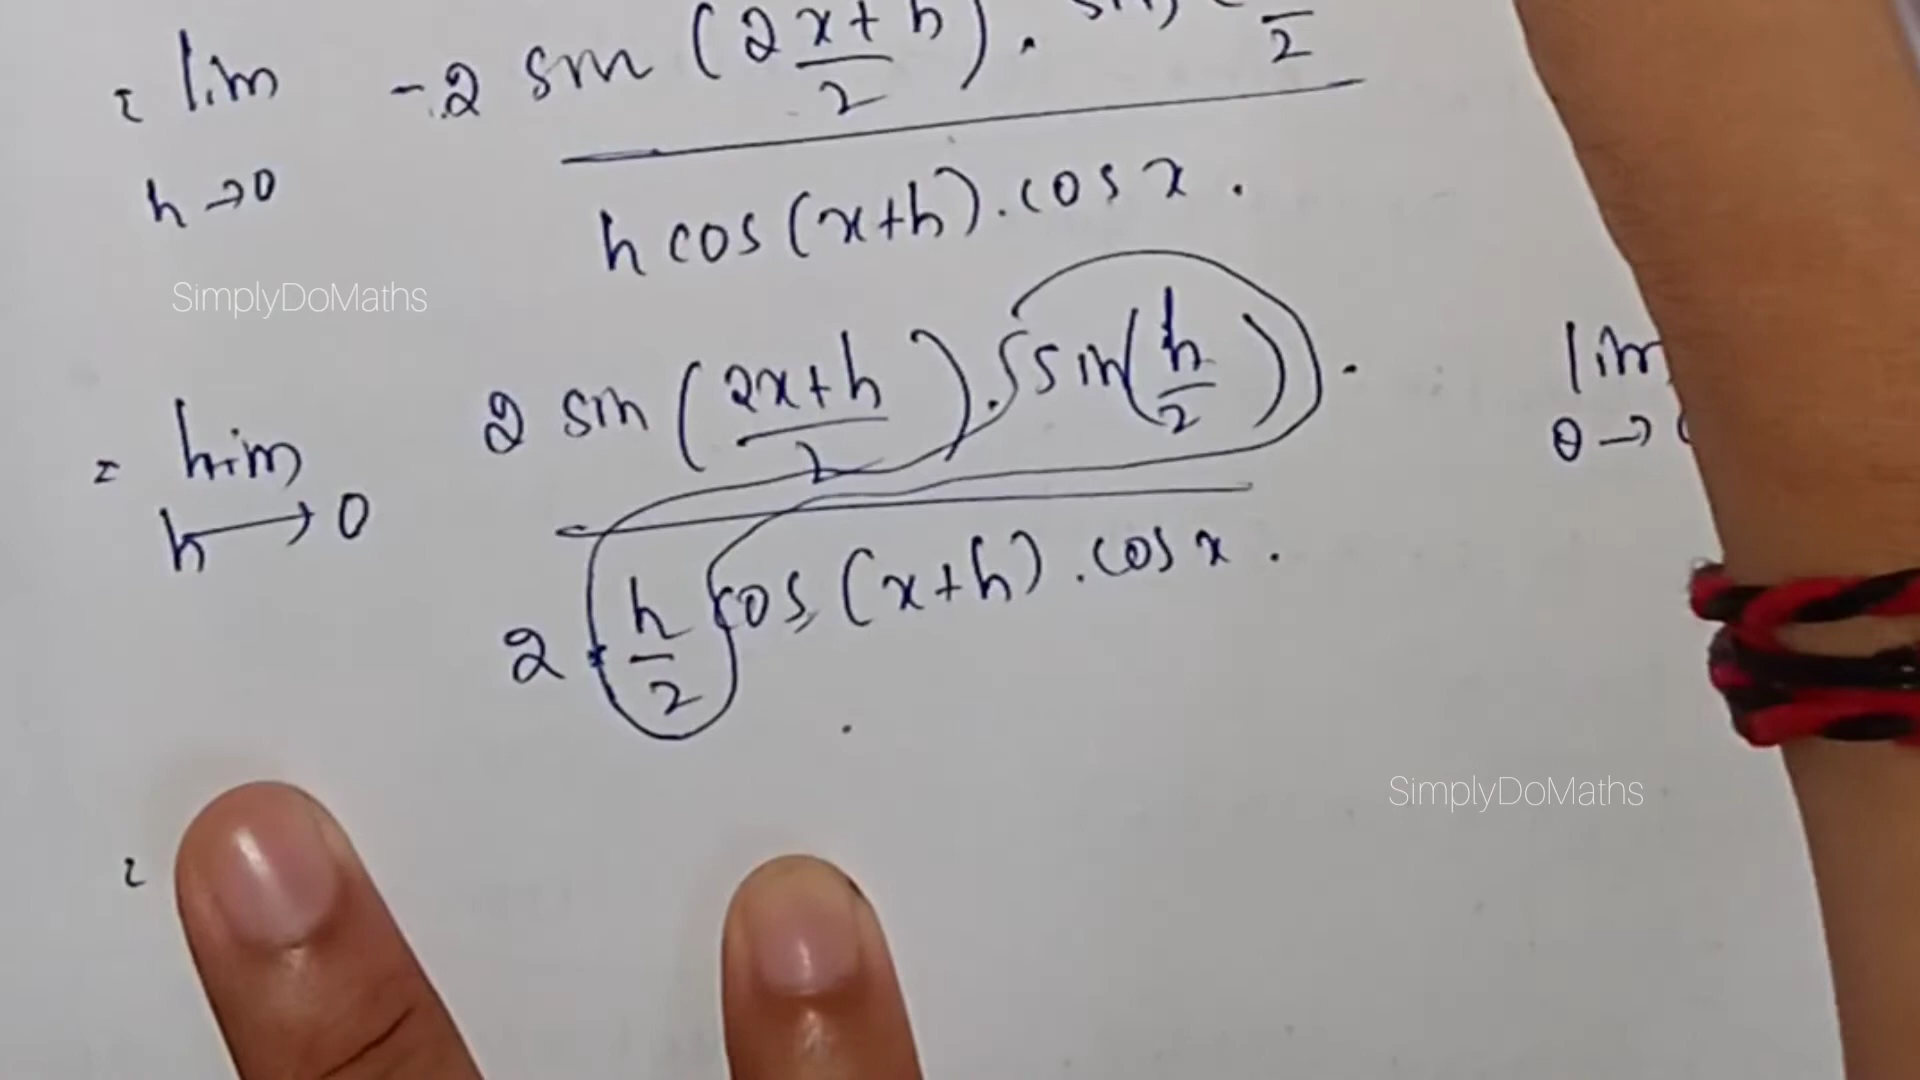 = lim -2 sin (2x+h/2) . sin 2
h→0 h cos(x+h).cos x .
SimplyDoMaths
= lim 2 sin (2x+h/2) . sin(h/2) . lim
h→0 2 . h/2 cos (x+h) . cos x . θ→
SimplyDoMaths
=